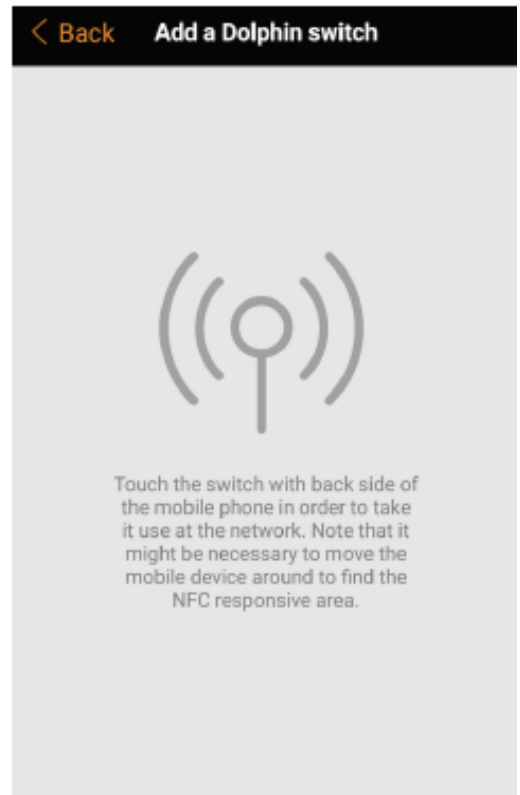 Back Add a Dolphin switch
Touch the switch with back side of
the mobile phone in order to take
it use at the network. Note that it
might be necessary to move the
mobile device around to find the
NFC responsive area.